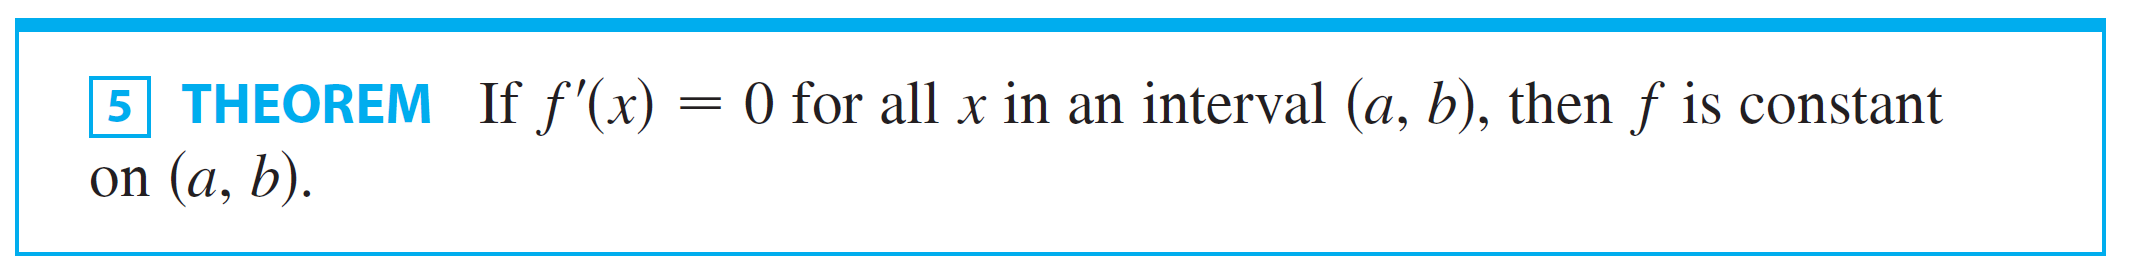 5 THEOREM If f′(x) = 0 for all x in an interval (a, b), then f is constant
on (a, b).